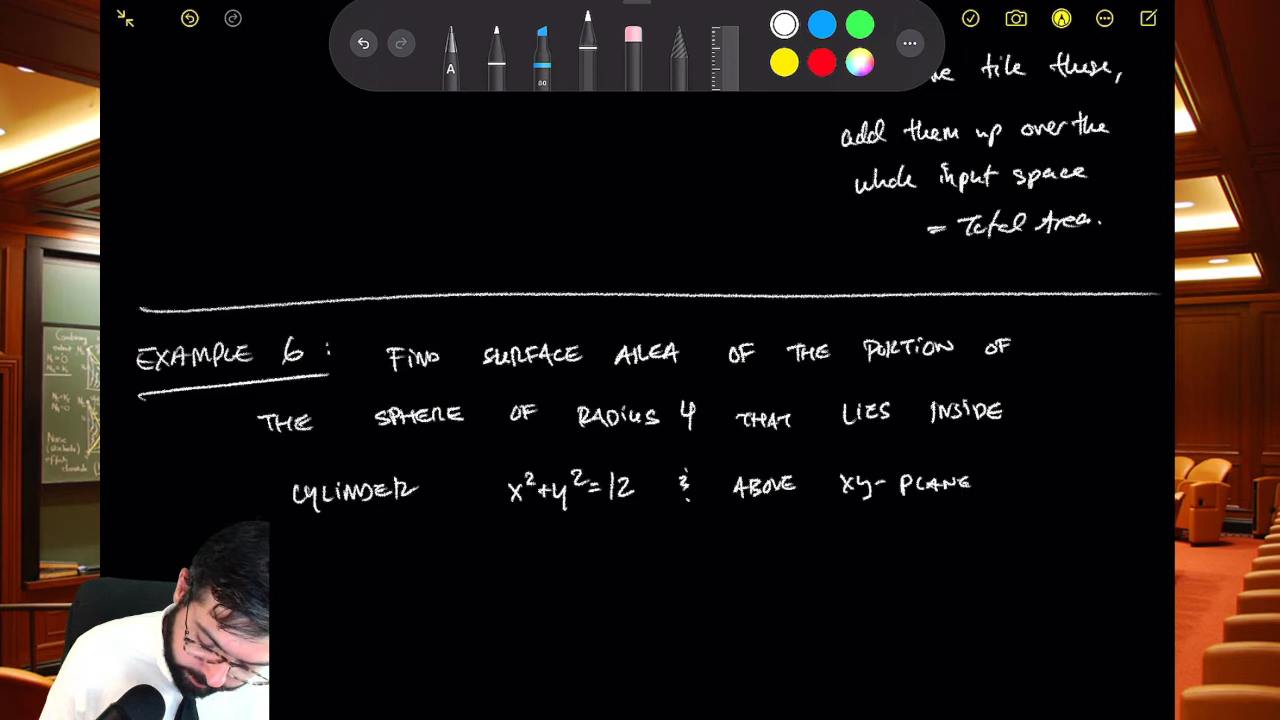 tile these,
add them up over the
whole input space
= Total Area.
EXAMPLE 6 : FIND SURFACE AREA OF THE PORTION OF
THE SPHERE OF RADIUS 4 THAT LIES INSIDE
CYLINDER x²+y²=12 & ABOVE XY-PLANE
A
80